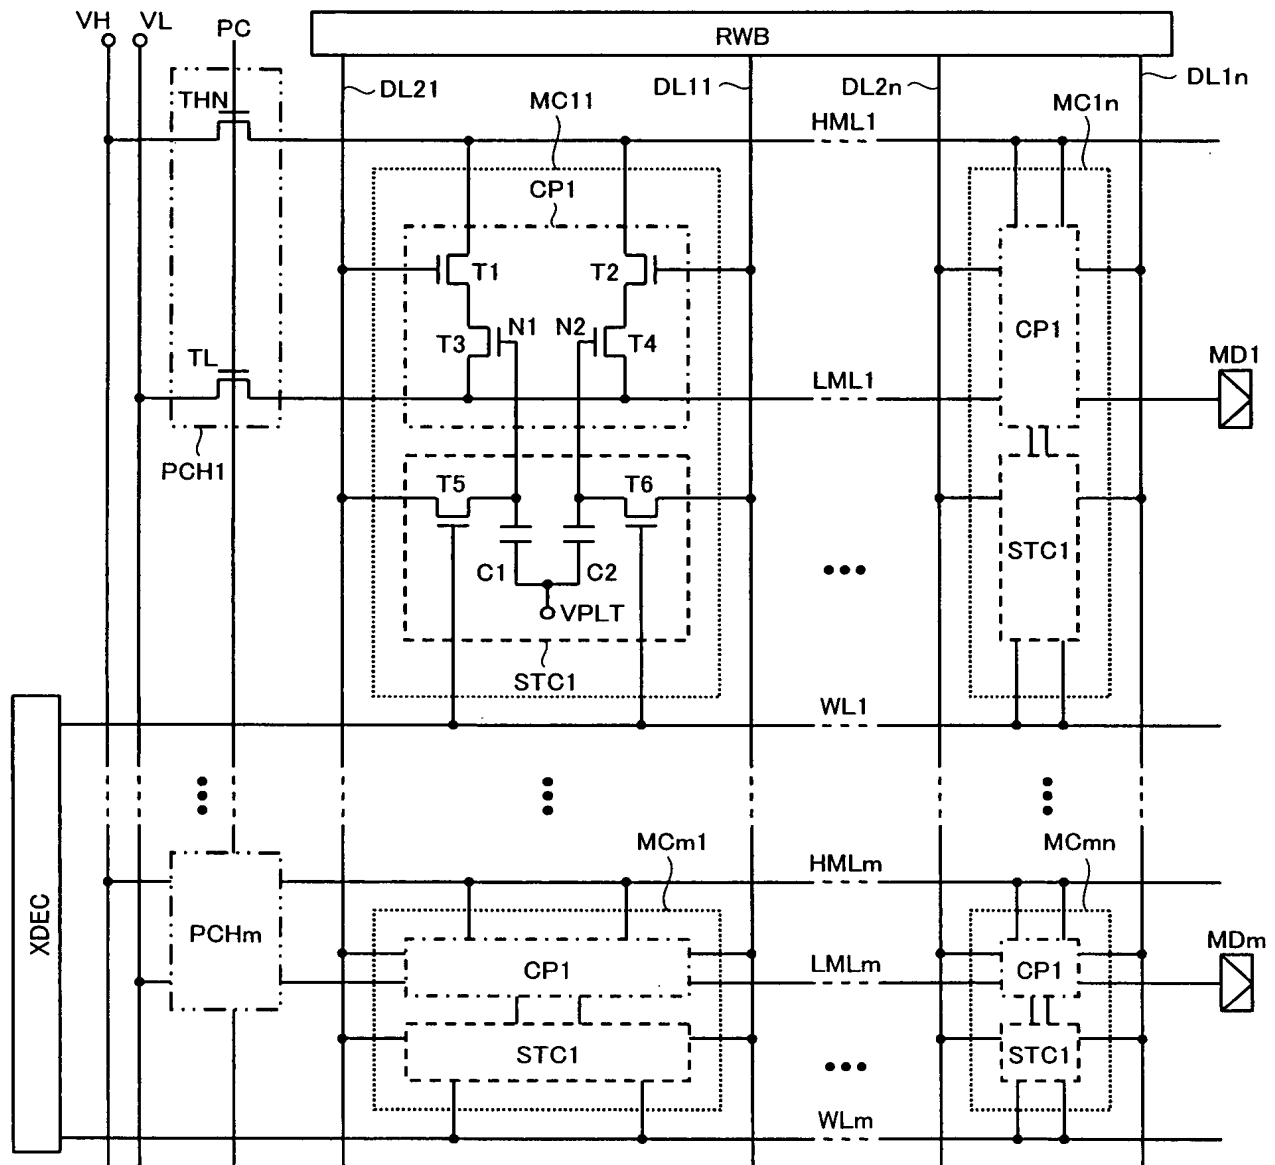 VH VL PC RWB
DL21 DL11 DL2n DL1n
THN MC11 HML1 MC1n
CP1
T1 T2
N1 N2 CP1
T3 T4
TL LML1 MD1
PCH1
T5 T6
STC1
C1 C2
VPLT
STC1
WL1
XDEC
MCm1 HMLm MCmn
PCHm
CP1 LMLm CP1 MDm
STC1 STC1
WLm